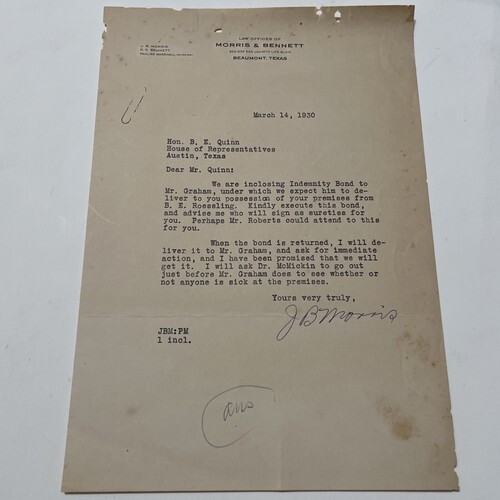 LAW OFFICES OF
MORRIS & BENNETT
BEAUMONT, TEXAS
J. B. MORRIS
BENNETT
March 14, 1930
Hon. B. E. Quinn
House of Representatives
Austin, Texas
Dear Mr. Quinn:
We are inclosing Indemnity Bond to
Mr. Graham, under which we expect him to de-
liver to you possession of your premises from
B. E. Roessling. Kindly execute this bond,
and advise me who will sign as sureties for
you. Perhaps Mr. Roberts could attend to this
for you.
When the bond is returned, I will de-
liver it to Mr. Graham, and ask for immediate
action, and I have been promised that we will
get it. I will ask Dr. McMickin to go out
just before Mr. Graham does to see whether or
not anyone is sick at the premises.
Yours very truly,
J B Morris
JBM:PM
1 incl.
ans